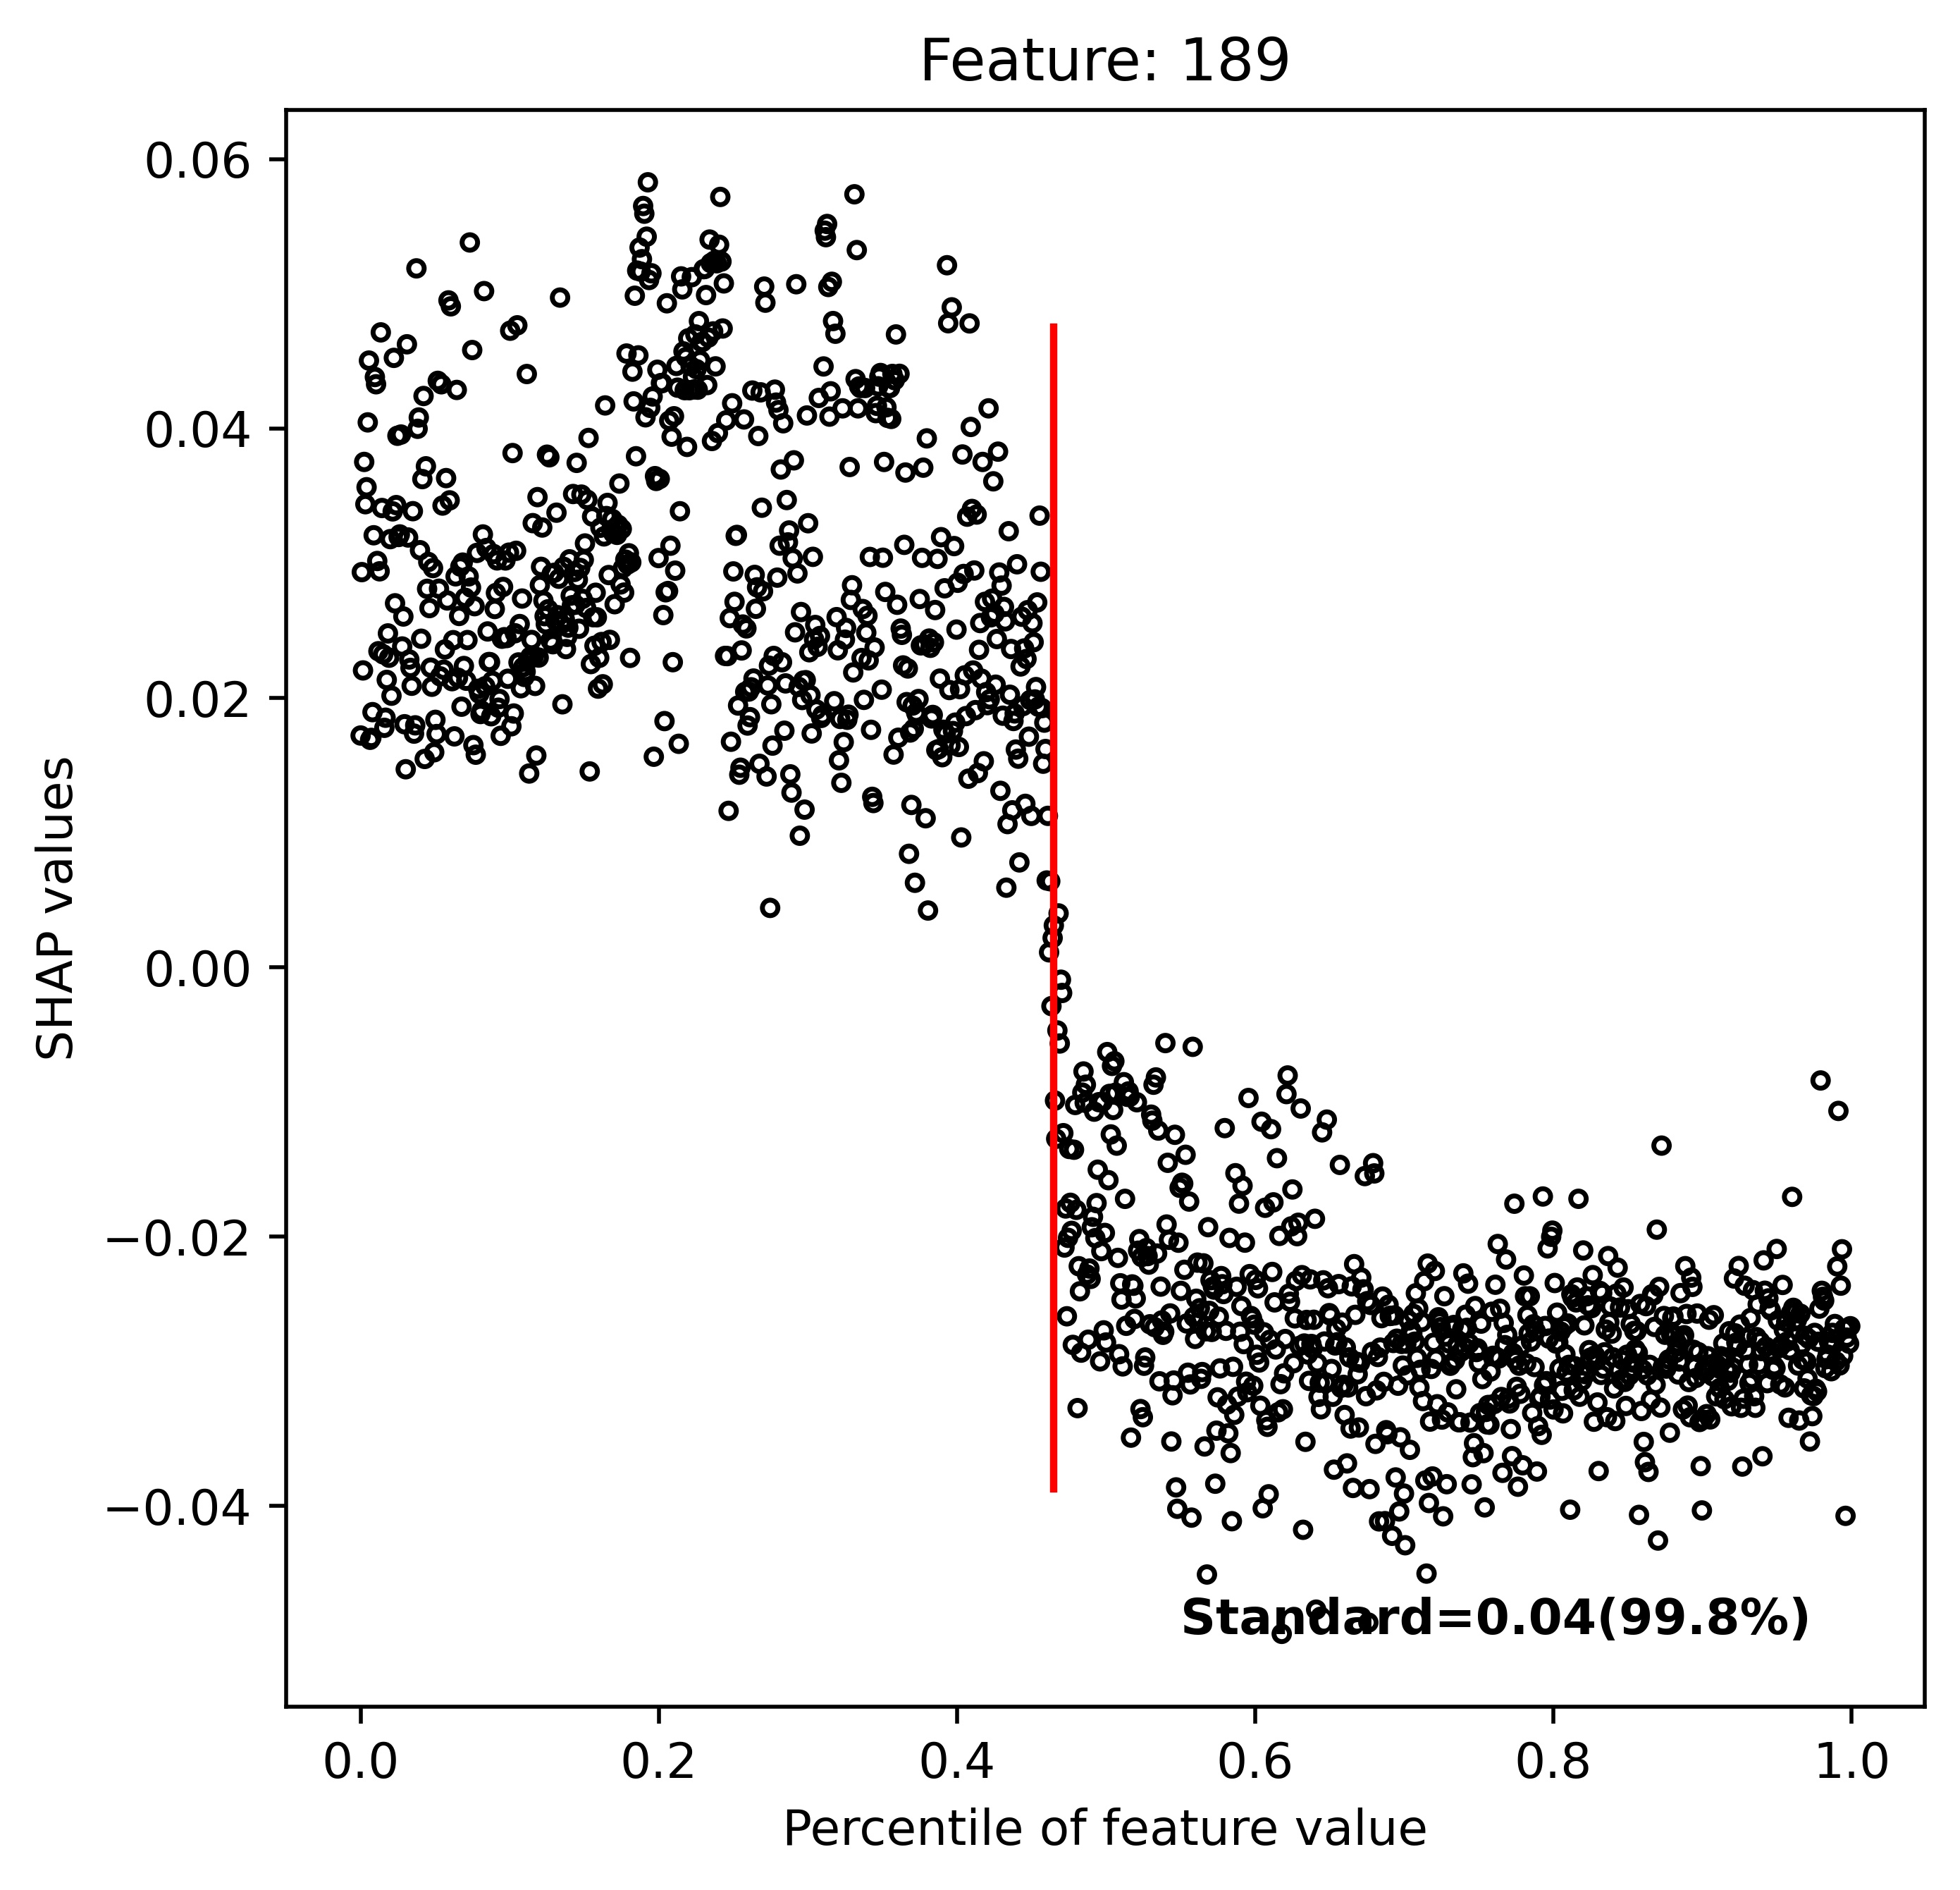 Feature: 189
SHAP values
0.06
0.04
0.02
0.00
−0.02
−0.04
Standard=0.04(99.8%)
0.0 0.2 0.4 0.6 0.8 1.0
Percentile of feature value